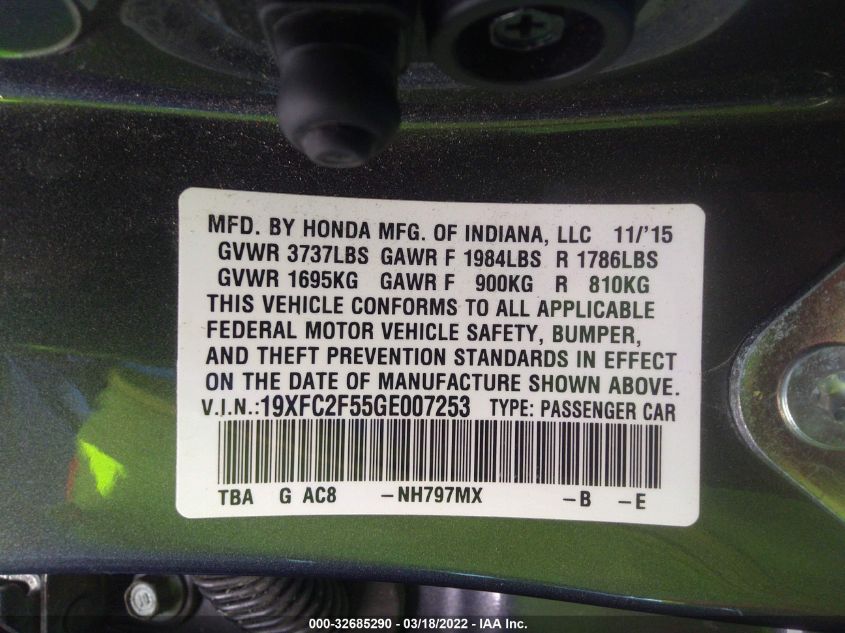 MFD. BY HONDA MFG. OF INDIANA, LLC 11/'15
GVWR 3737LBS GAWR F 1984LBS R 1786LBS
GVWR 1695KG GAWR F 900KG R 810KG
THIS VEHICLE CONFORMS TO ALL APPLICABLE
FEDERAL MOTOR VEHICLE SAFETY, BUMPER,
AND THEFT PREVENTION STANDARDS IN EFFECT
ON THE DATE OF MANUFACTURE SHOWN ABOVE.
V.I.N.:19XFC2F55GE007253 TYPE: PASSENGER CAR
TBA G AC8 -NH797MX -B -E
000-32685290 - 03/18/2022 - IAA Inc.